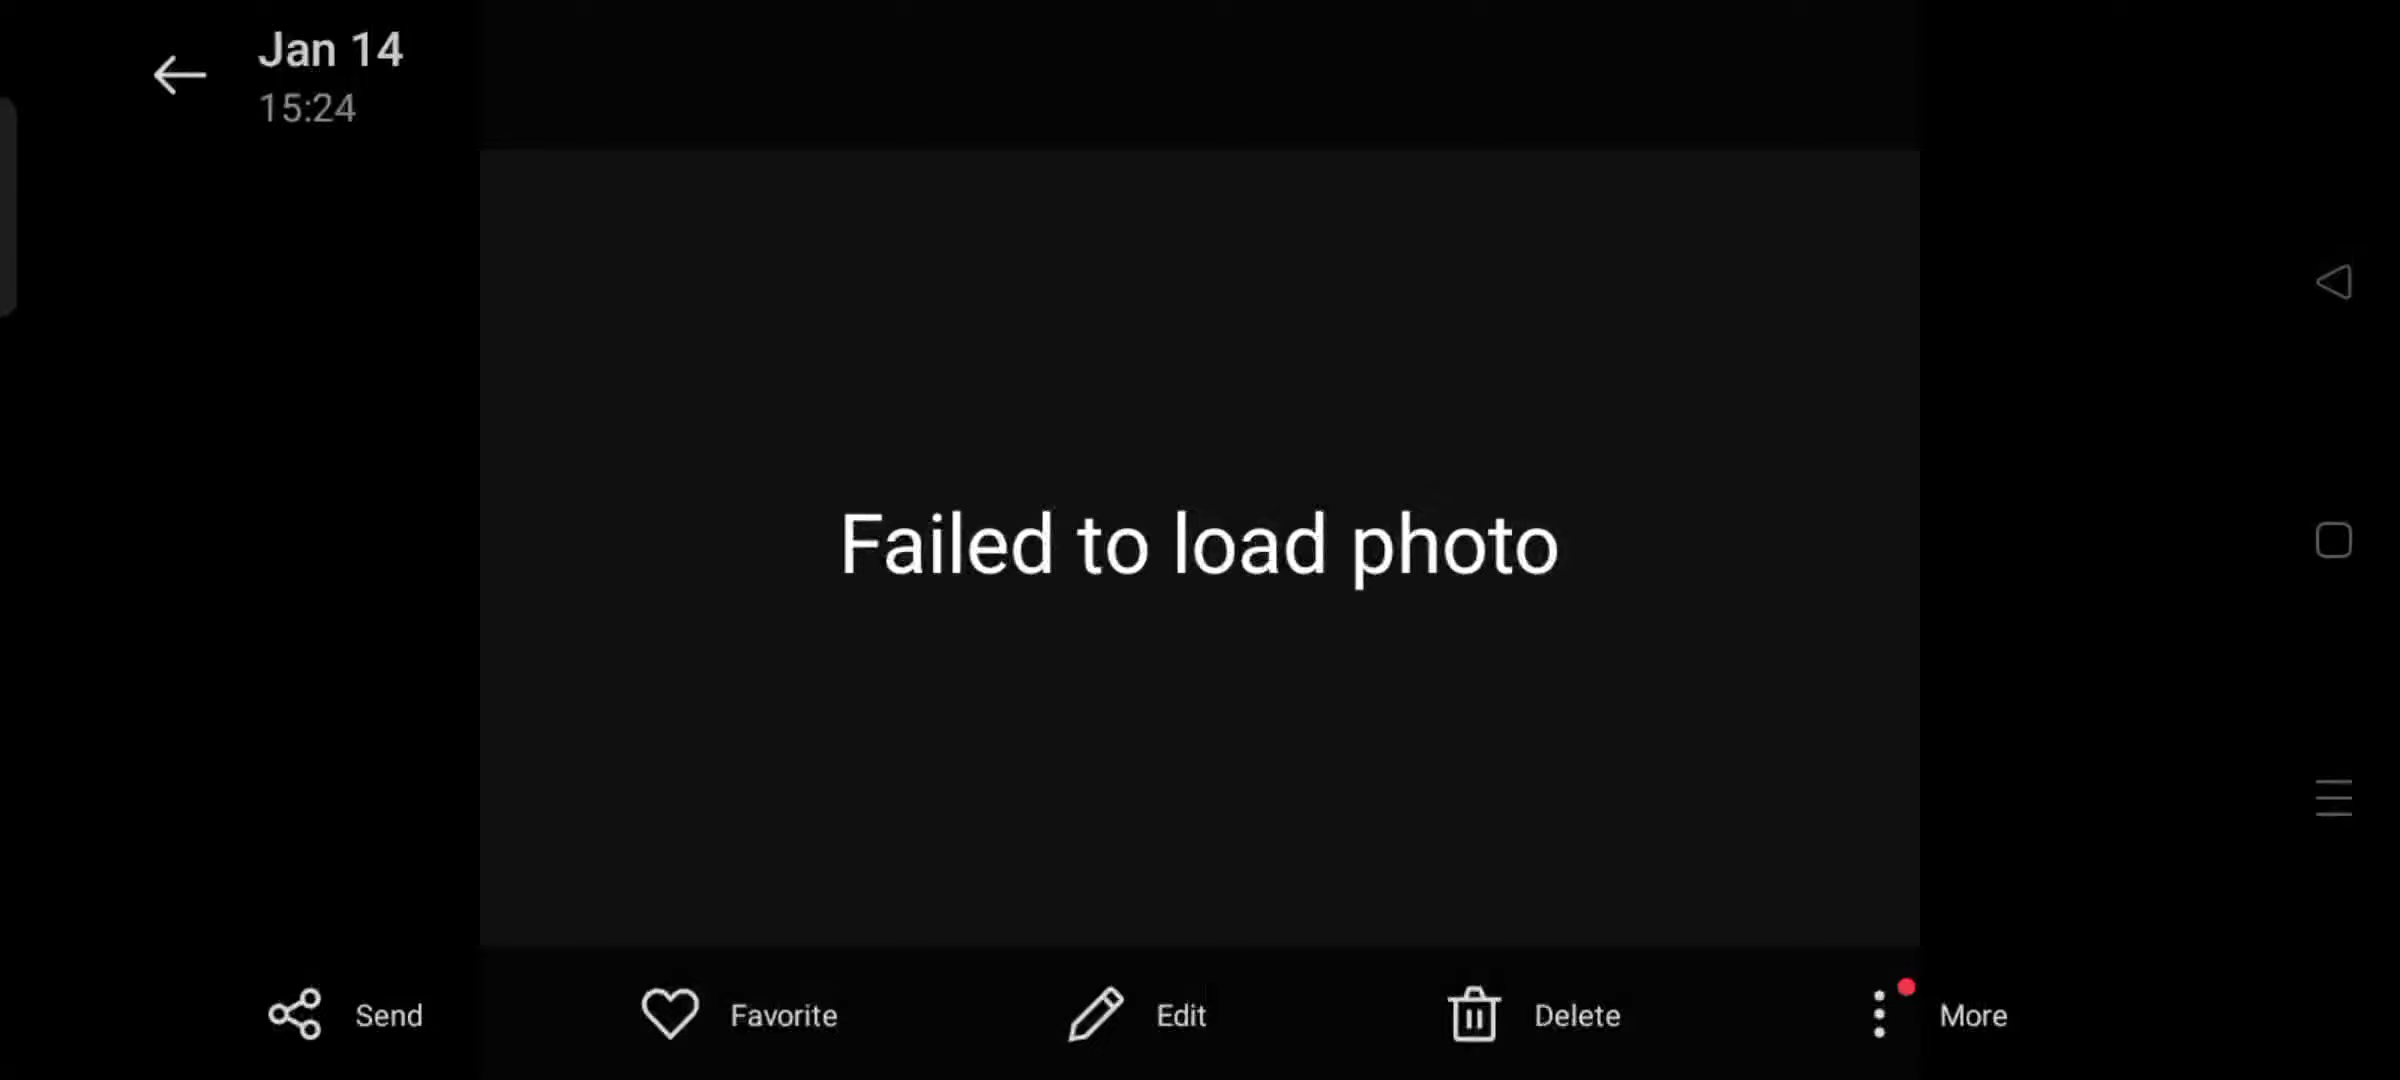 Jan 14
15:24
Failed to load photo
Send
Favorite
Edit
Delete
More